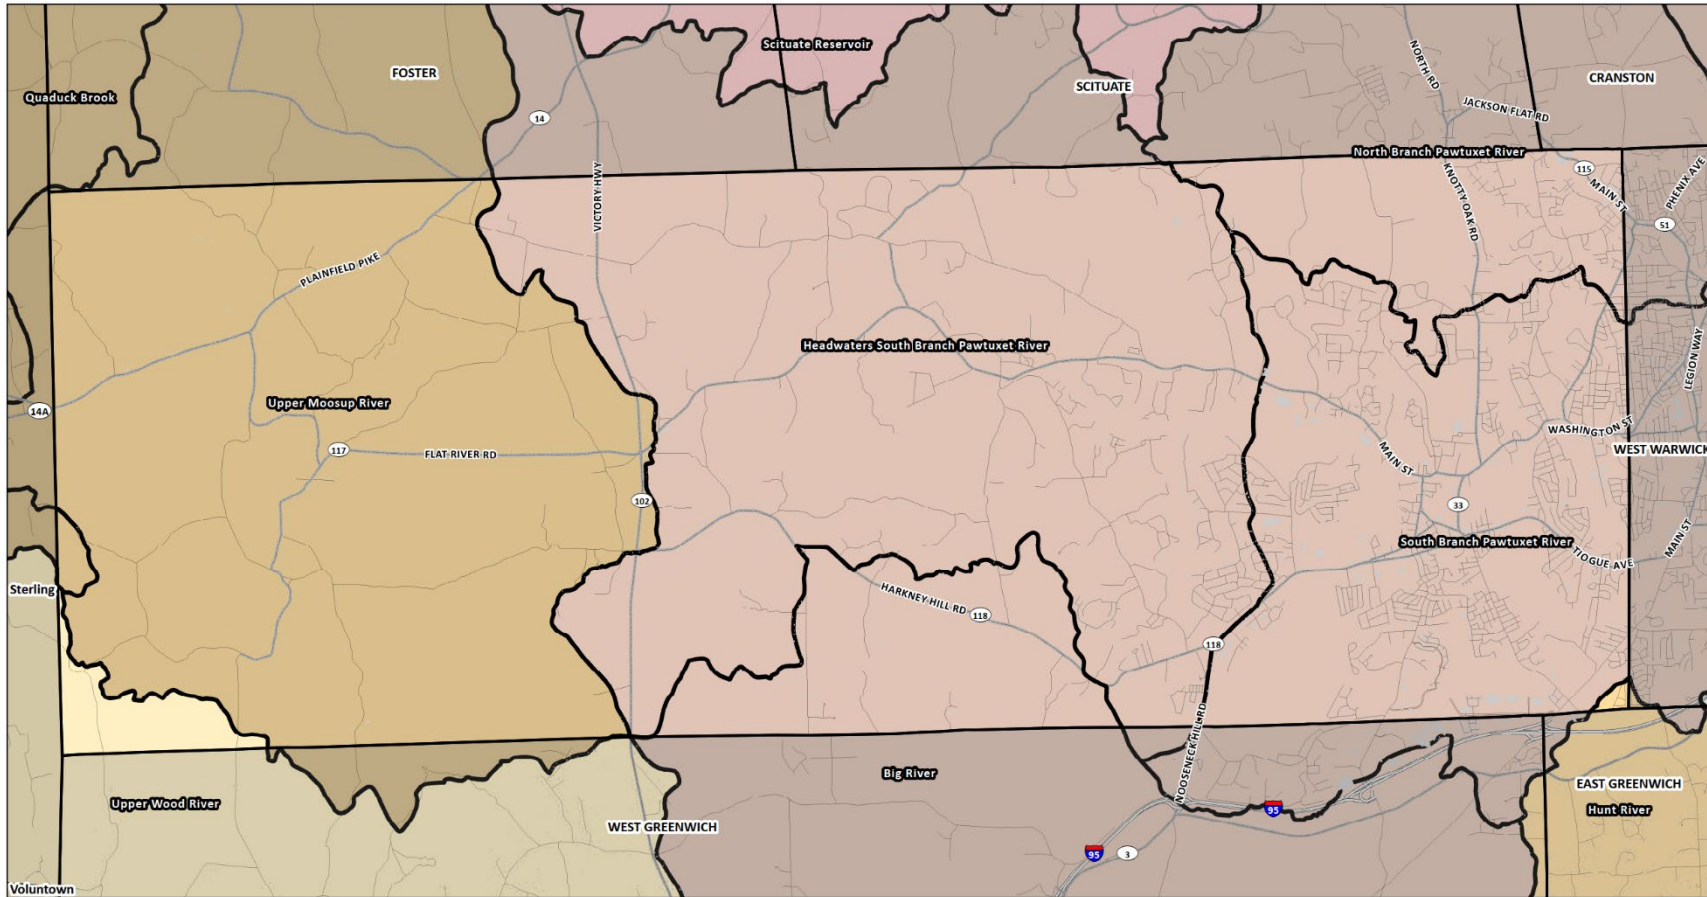 Scituate Reservoir
NORTH RD
FOSTER
CRANSTON
SCITUATE
Quaduck Brook
JACKSON FLAT RD
14
North Branch Pawtuxet River
115
MAIN ST
PHENIX AVE
KNOTTY OAK RD
VICTORY HWY
51
PLAINFIELD PIKE
Headwaters South Branch Pawtuxet River
LEGION WAY
Upper Moosup River
14A
WASHINGTON ST
117
FLAT RIVER RD
MAIN ST
WEST WARWICK
102
33
South Branch Pawtuxet River
MAIN ST
TIOGUE AVE
Sterling
HARKNEY HILL RD
118
118
NOOSENECK HILL RD
Big River
EAST GREENWICH
Upper Wood River
95
Hunt River
WEST GREENWICH
95
3
Voluntown